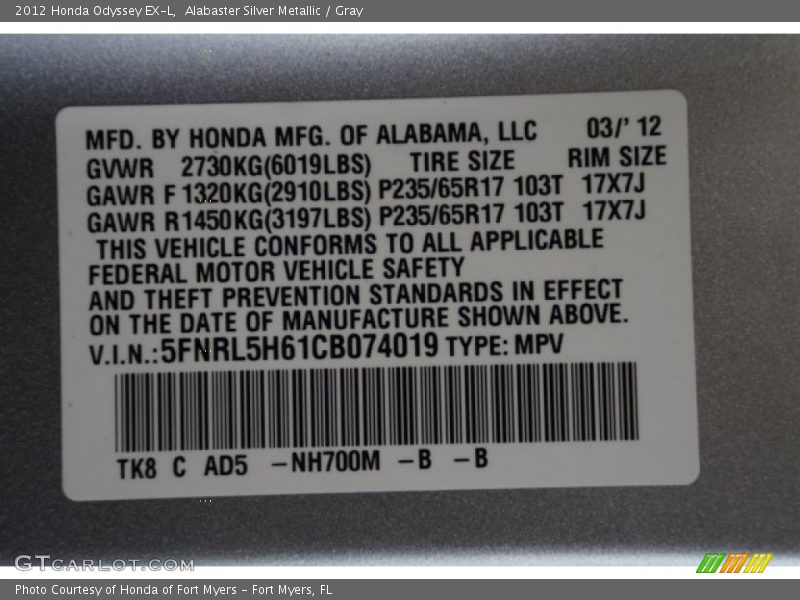 2012 Honda Odyssey EX-L,  Alabaster Silver Metallic / Gray
MFD. BY HONDA MFG. OF ALABAMA, LLC 03/' 12
GVWR 2730KG(6019LBS) TIRE SIZE RIM SIZE
GAWR F 1320KG(2910LBS) P235/65R17 103T 17X7J
GAWR R1450KG(3197LBS) P235/65R17 103T 17X7J
THIS VEHICLE CONFORMS TO ALL APPLICABLE
FEDERAL MOTOR VEHICLE SAFETY
AND THEFT PREVENTION STANDARDS IN EFFECT
ON THE DATE OF MANUFACTURE SHOWN ABOVE.
V.I.N.:5FNRL5H61CB074019 TYPE: MPV
TK8 C AD5 -NH700M -B -B
GTCARLOT.COM
Photo Courtesy of Honda of Fort Myers - Fort Myers, FL